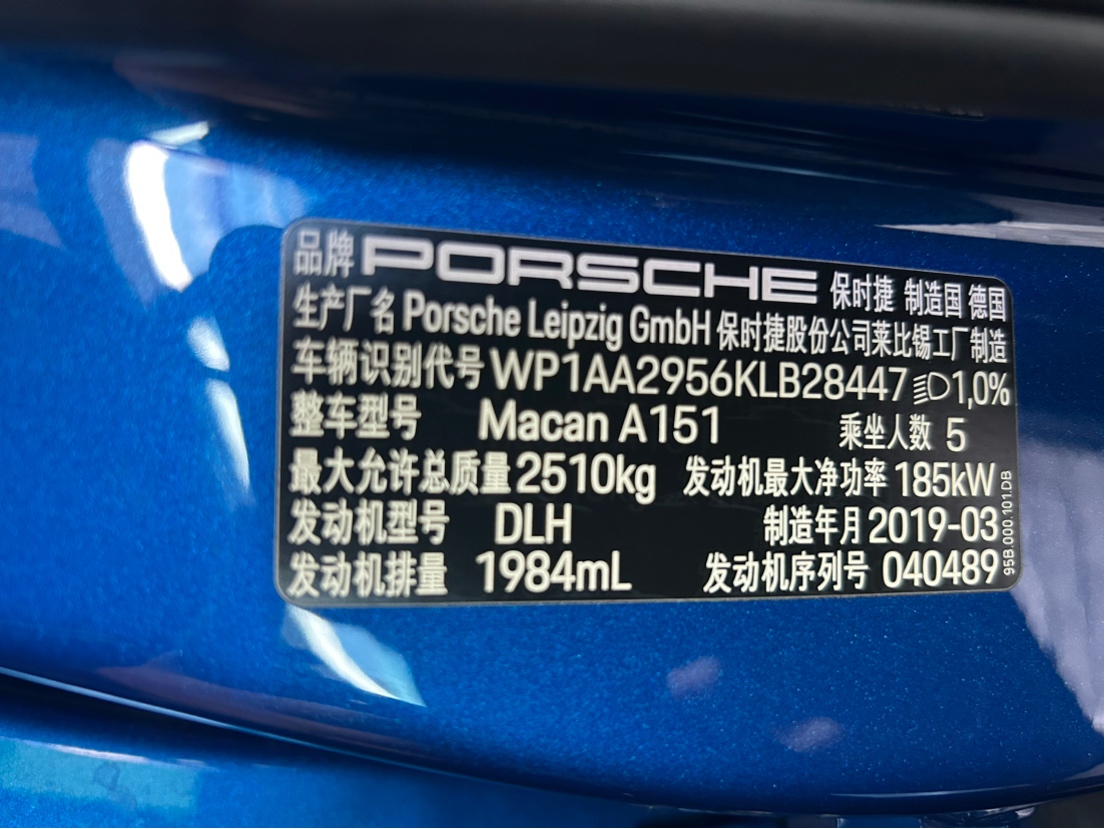 品牌 PORSCHE 保时捷 制造国 德国
生产厂名 Porsche Leipzig GmbH 保时捷股份公司莱比锡工厂制造
车辆识别代号 WP1AA2956KLB28447 1,0%
整车型号 Macan A151 乘坐人数 5
最大允许总质量 2510kg 发动机最大净功率 185kW
发动机型号 DLH 制造年月 2019-03
发动机排量 1984mL 发动机序列号 040489
95B.000.101.DB